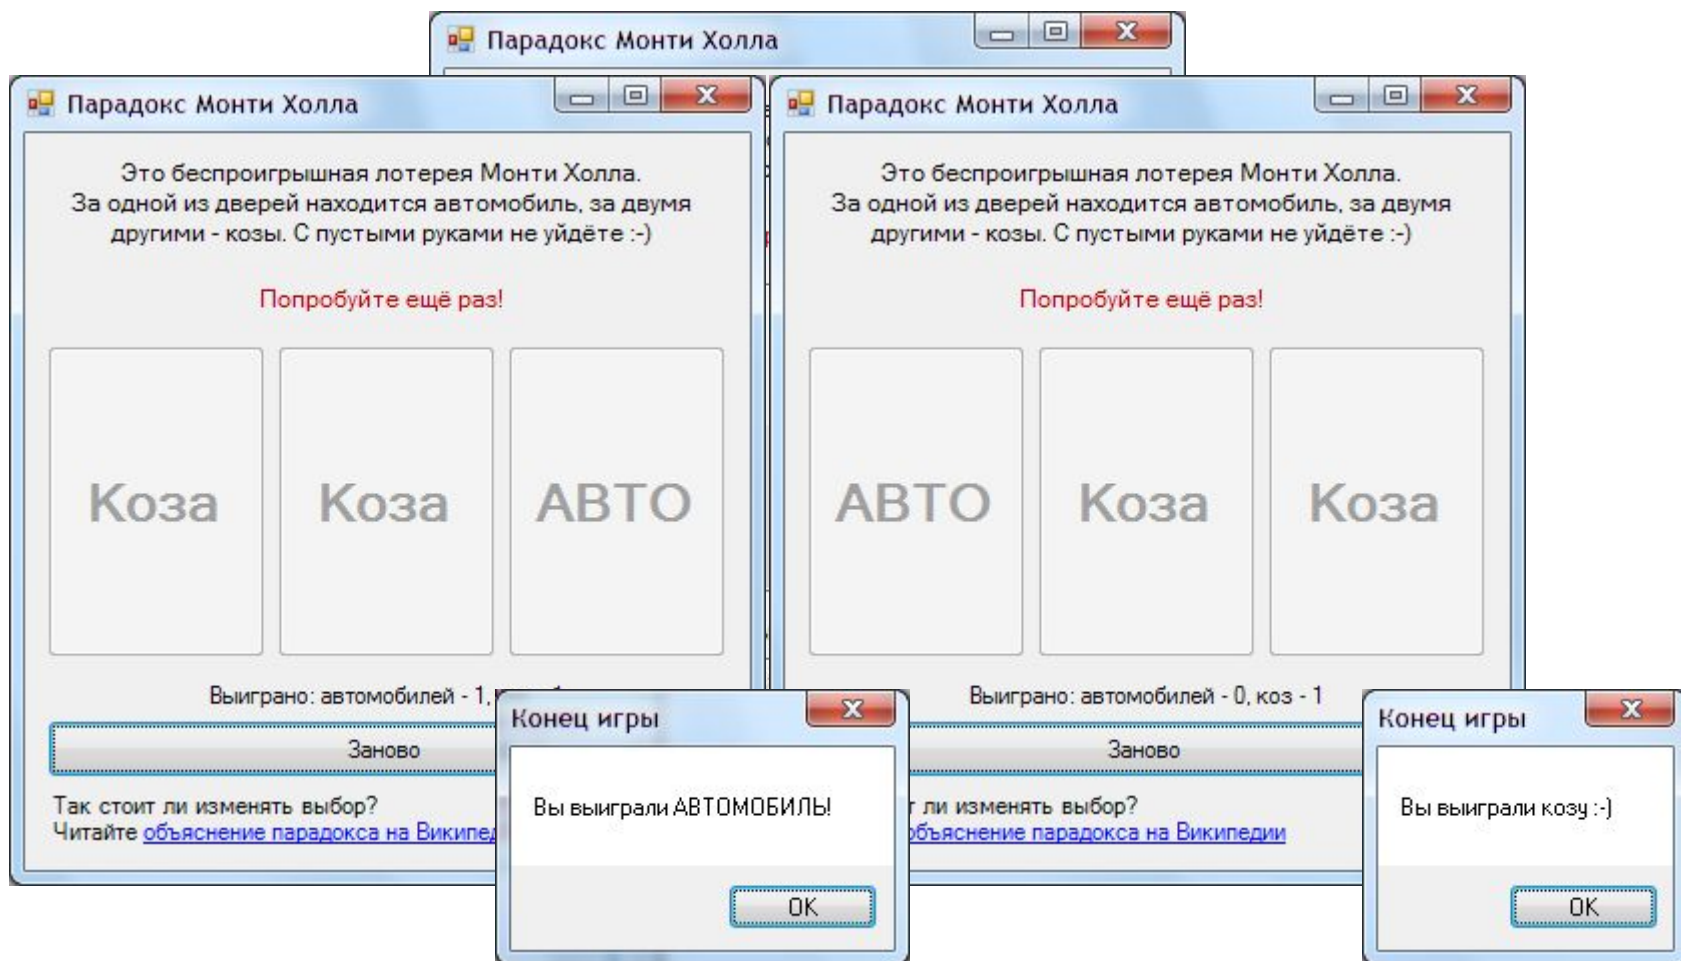 Парадокс Монти Холла
Парадокс Монти Холла
Это беспроигрышная лотерея Монти Холла.
За одной из дверей находится автомобиль, за двумя
другими - козы. С пустыми руками не уйдёте :-)
Попробуйте ещё раз!
Коза
Коза
АВТО
Выиграно: автомобилей - 1,
Заново
Так стоит ли изменять выбор?
Читайте объяснение парадокса на
Конец игры
Вы выиграли АВТОМОБИЛЬ!
OK
Парадокс Монти Холла
Это беспроигрышная лотерея Монти Холла.
За одной из дверей находится автомобиль, за двумя
другими - козы. С пустыми руками не уйдёте :-)
Попробуйте ещё раз!
АВТО
Коза
Коза
Выиграно: автомобилей - 0, коз - 1
Заново
ли изменять выбор?
объяснение парадокса на Википедии
Конец игры
Вы выиграли козу :-)
OK